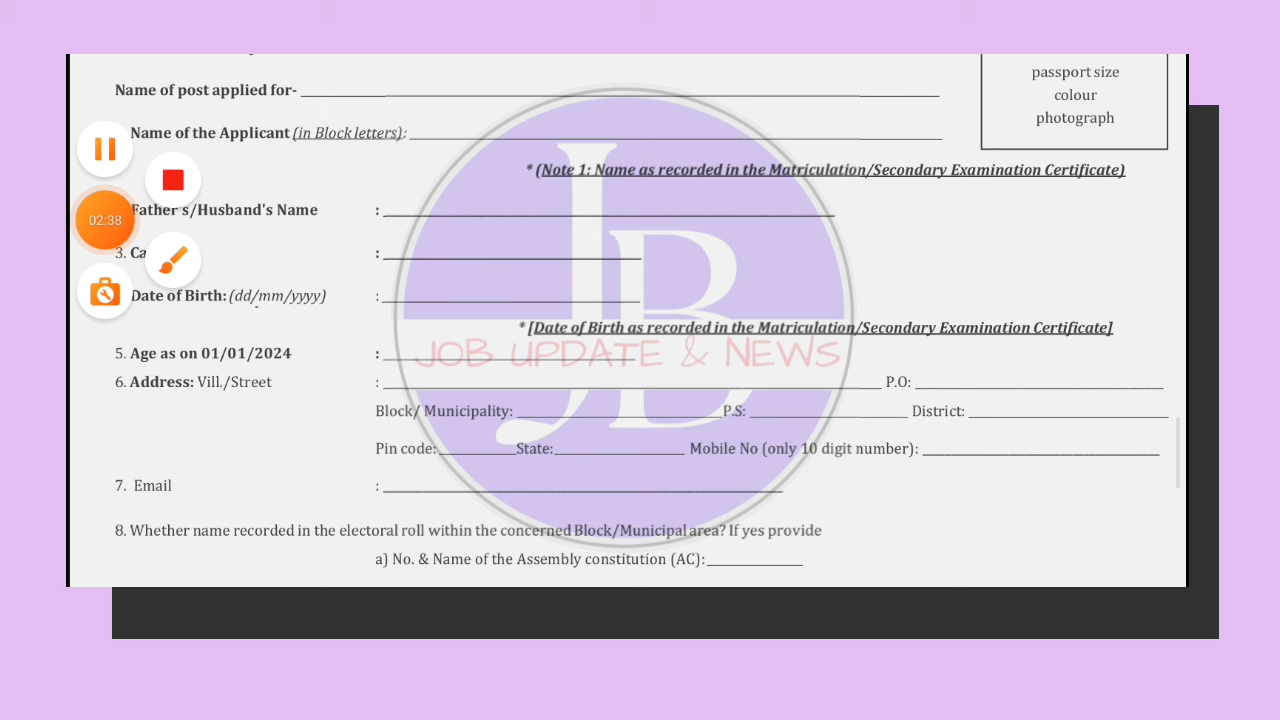 passport size
colour
photograph
Name of post applied for-
Name of the Applicant (in Block letters):
* (Note 1: Name as recorded in the Matriculation/Secondary Examination Certificate)
Father's/Husband's Name :
02:38
3. Ca :
Date of Birth: (dd/mm/yyyy) :
* [Date of Birth as recorded in the Matriculation/Secondary Examination Certificate]
JOB UPDATE & NEWS
5. Age as on 01/01/2024 :
6. Address: Vill./Street : P.O:
Block/ Municipality: P.S: District:
Pin code: State: Mobile No (only 10 digit number):
7. Email :
8. Whether name recorded in the electoral roll within the concerned Block/Municipal area? If yes provide
a) No. & Name of the Assembly constitution (AC):